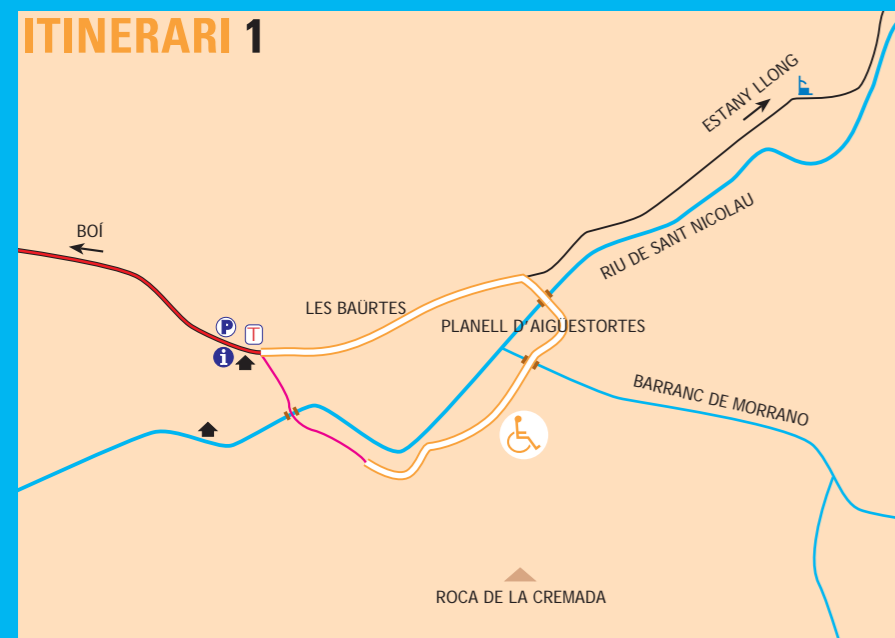 ITINERARI 1
ESTANY LLONG
BOÍ
RIU DE SANT NICOLAU
LES BAÜRTES
P
T
PLANELL D'AIGÜESTORTES
i
BARRANC DE MORRANO
ROCA DE LA CREMADA